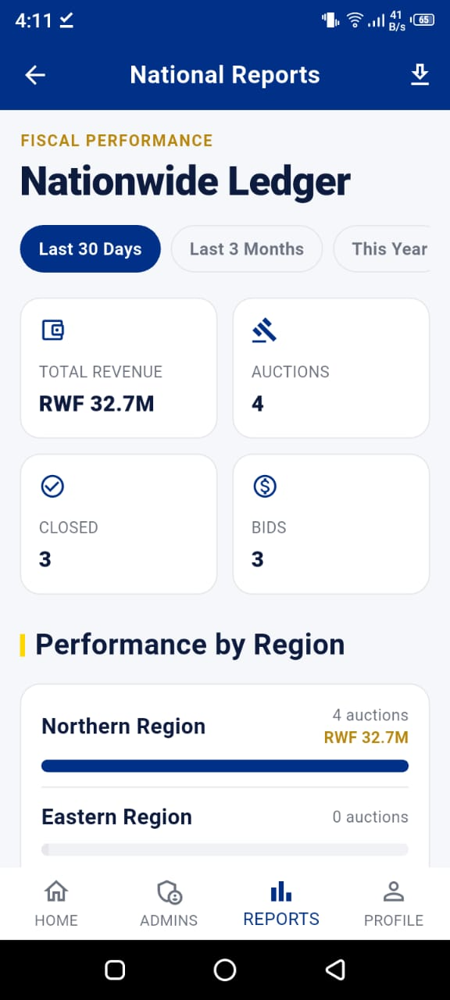 4:11
41
B/s
65
National Reports
FISCAL PERFORMANCE
Nationwide Ledger
Last 30 Days
Last 3 Months
This Year
TOTAL REVENUE
RWF 32.7M
AUCTIONS
4
CLOSED
3
BIDS
3
Performance by Region
Northern Region
4 auctions
RWF 32.7M
Eastern Region
0 auctions
HOME
ADMINS
REPORTS
PROFILE